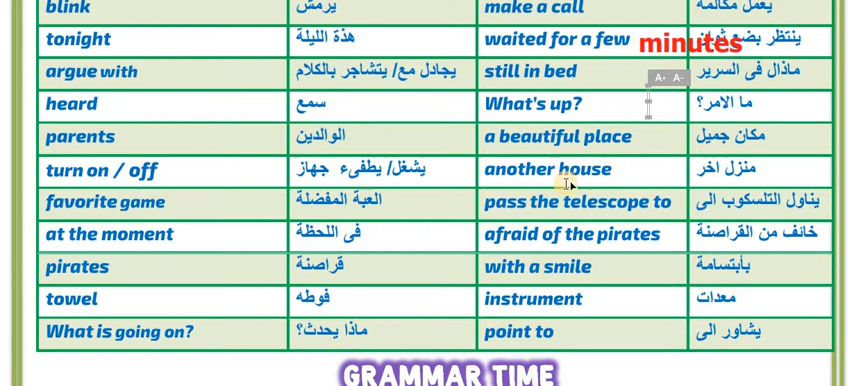 blink يرمش make a call يعمل مكالمة
tonight هذة الليلة waited for a few minutes ينتظر بضع ثوان
argue with يجادل مع/ يتشاجر بالكلام still in bed ماذال فى السرير
A+ A-
heard سمع What's up? ما الامر؟
parents الوالدين a beautiful place مكان جميل
turn on / off يشغل/ يطفىء جهاز another house منزل اخر
favorite game العبة المفضلة pass the telescope to يناول التلسكوب الى
at the moment فى اللحظة afraid of the pirates خائف من القراصنة
pirates قراصنة with a smile بأبتسامة
towel فوطه instrument معدات
What is going on? ماذا يحدث؟ point to يشاور الى
GRAMMAR TIME